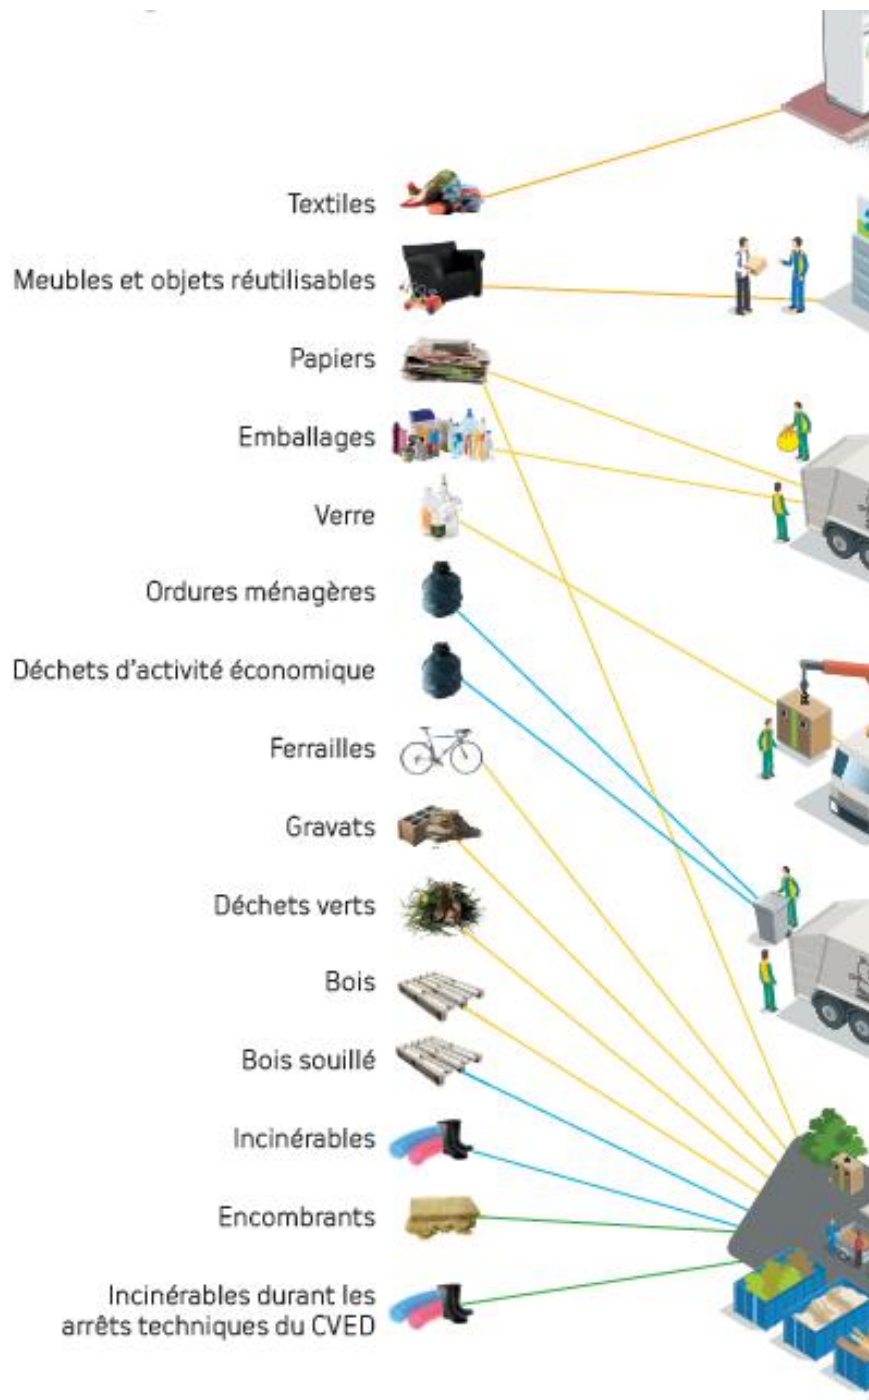 Textiles
Meubles et objets réutilisables
Papiers
Emballages
Verre
Ordures ménagères
Déchets d'activité économique
Ferrailles
Gravats
Déchets verts
Bois
Bois souillé
Incinérables
Encombrants
Incinérables durant les
arrêts techniques du CVED